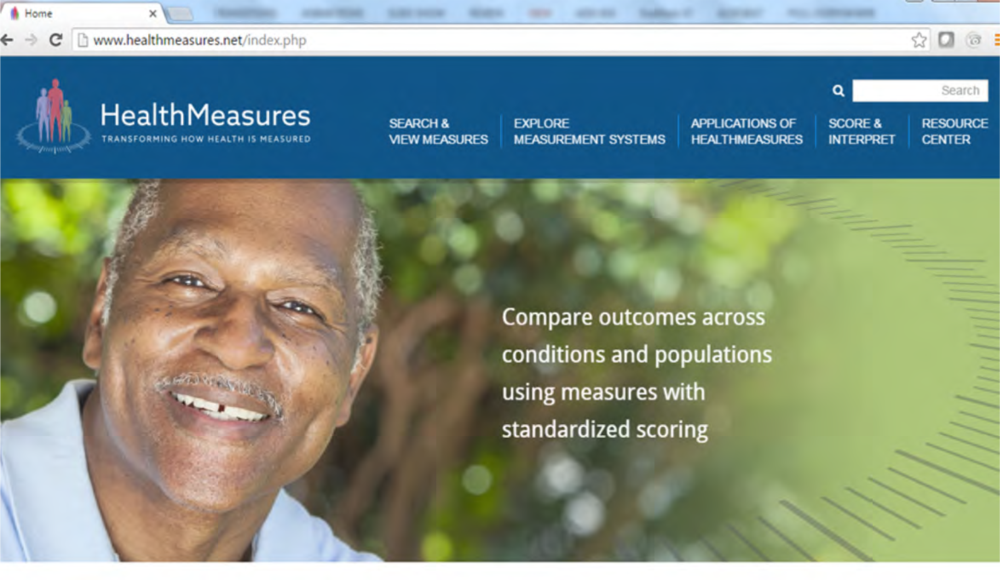 Home
www.healthmeasures.net/index.php
Search
HealthMeasures
TRANSFORMING HOW HEALTH IS MEASURED
SEARCH &
VIEW MEASURES
EXPLORE
MEASUREMENT SYSTEMS
APPLICATIONS OF
HEALTHMEASURES
SCORE &
INTERPRET
RESOURCE
CENTER
Compare outcomes across
conditions and populations
using measures with
standardized scoring